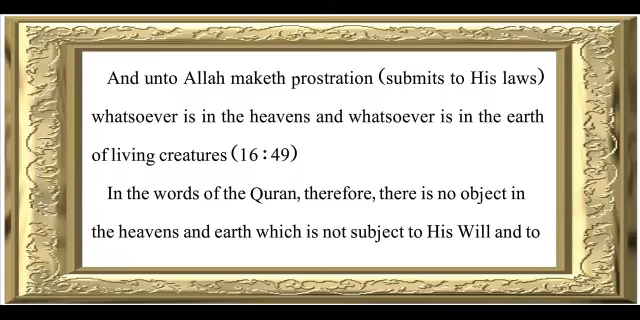 And unto Allah maketh prostration (submits to His laws)
whatsoever is in the heavens and whatsoever is in the earth
of living creatures (16 : 49)
In the words of the Quran, therefore, there is no object in
the heavens and earth which is not subject to His Will and to